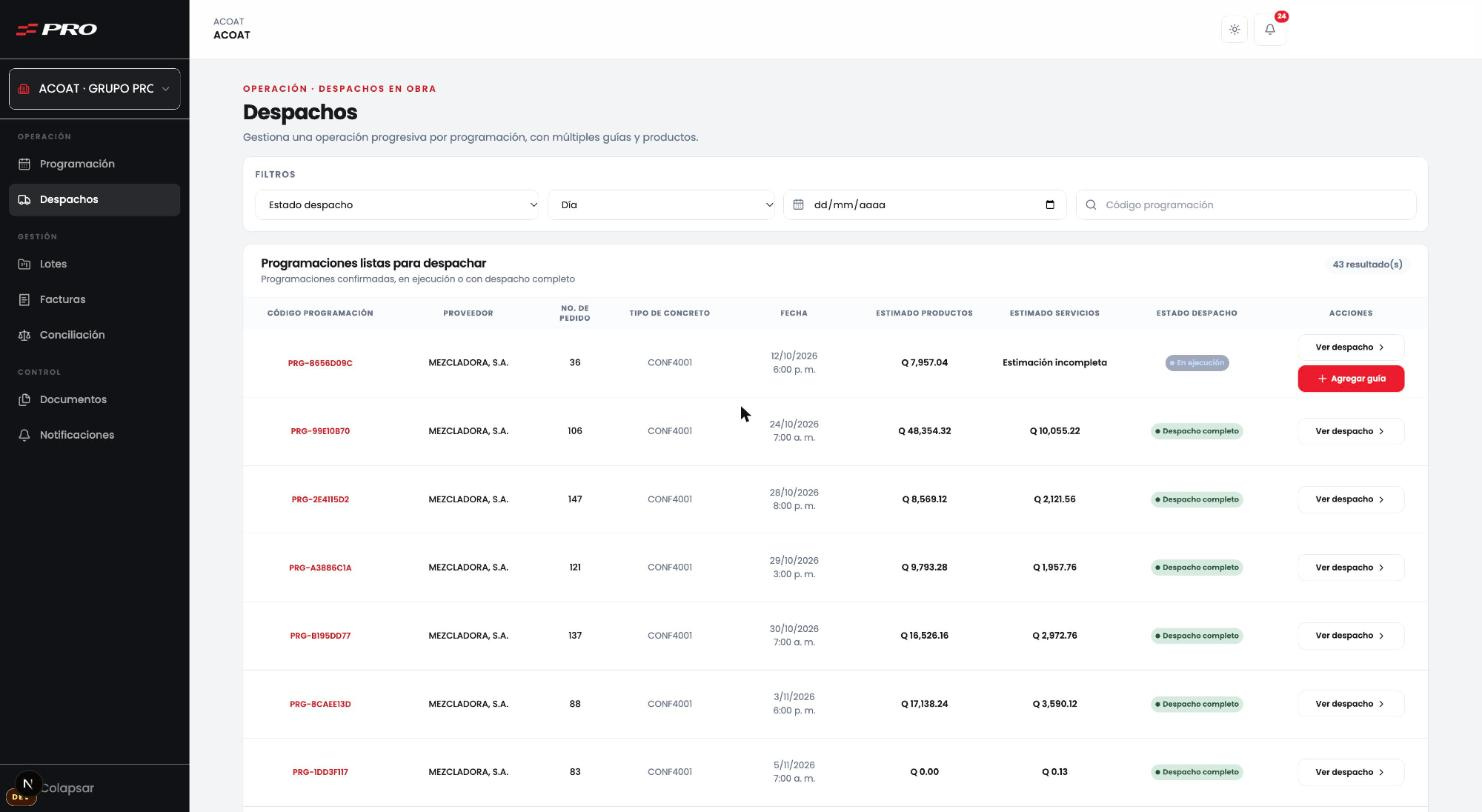 PRO
ACOAT · GRUPO PRC
OPERACIÓN
Programación
Despachos
GESTIÓN
Lotes
Facturas
Conciliación
CONTROL
Documentos
Notificaciones
N
Colapsar
ACOAT
ACOAT
24
OPERACIÓN · DESPACHOS EN OBRA
Despachos
Gestiona una operación progresiva por programación, con múltiples guías y productos.
FILTROS
Estado despacho
Día
dd/mm/aaaa
Código programación
Programaciones listas para despachar
43 resultado(s)
Programaciones confirmadas, en ejecución o con despacho completo
CÓDIGO PROGRAMACIÓN PROVEEDOR NO. DE PEDIDO TIPO DE CONCRETO FECHA ESTIMADO PRODUCTOS ESTIMADO SERVICIOS ESTADO DESPACHO ACCIONES
PRG-8656D09C MEZCLADORA, S.A. 36 CONF4001 12/10/2026 6:00 p. m. Q 7,957.04 Estimación incompleta En ejecución Ver despacho
+ Agregar guía
PRG-99E10B70 MEZCLADORA, S.A. 106 CONF4001 24/10/2026 7:00 a. m. Q 48,354.32 Q 10,055.22 Despacho completo Ver despacho
PRG-2E4115D2 MEZCLADORA, S.A. 147 CONF4001 28/10/2026 8:00 p. m. Q 8,569.12 Q 2,121.56 Despacho completo Ver despacho
PRG-A3886C1A MEZCLADORA, S.A. 121 CONF4001 29/10/2026 3:00 p. m. Q 9,793.28 Q 1,957.76 Despacho completo Ver despacho
PRG-B195DD77 MEZCLADORA, S.A. 137 CONF4001 30/10/2026 7:00 a. m. Q 16,526.16 Q 2,972.76 Despacho completo Ver despacho
PRG-8CAEE13D MEZCLADORA, S.A. 88 CONF4001 3/11/2026 6:00 p. m. Q 17,138.24 Q 3,590.12 Despacho completo Ver despacho
PRG-1DD3F117 MEZCLADORA, S.A. 83 CONF4001 5/11/2026 7:00 a. m. Q 0.00 Q 0.13 Despacho completo Ver despacho